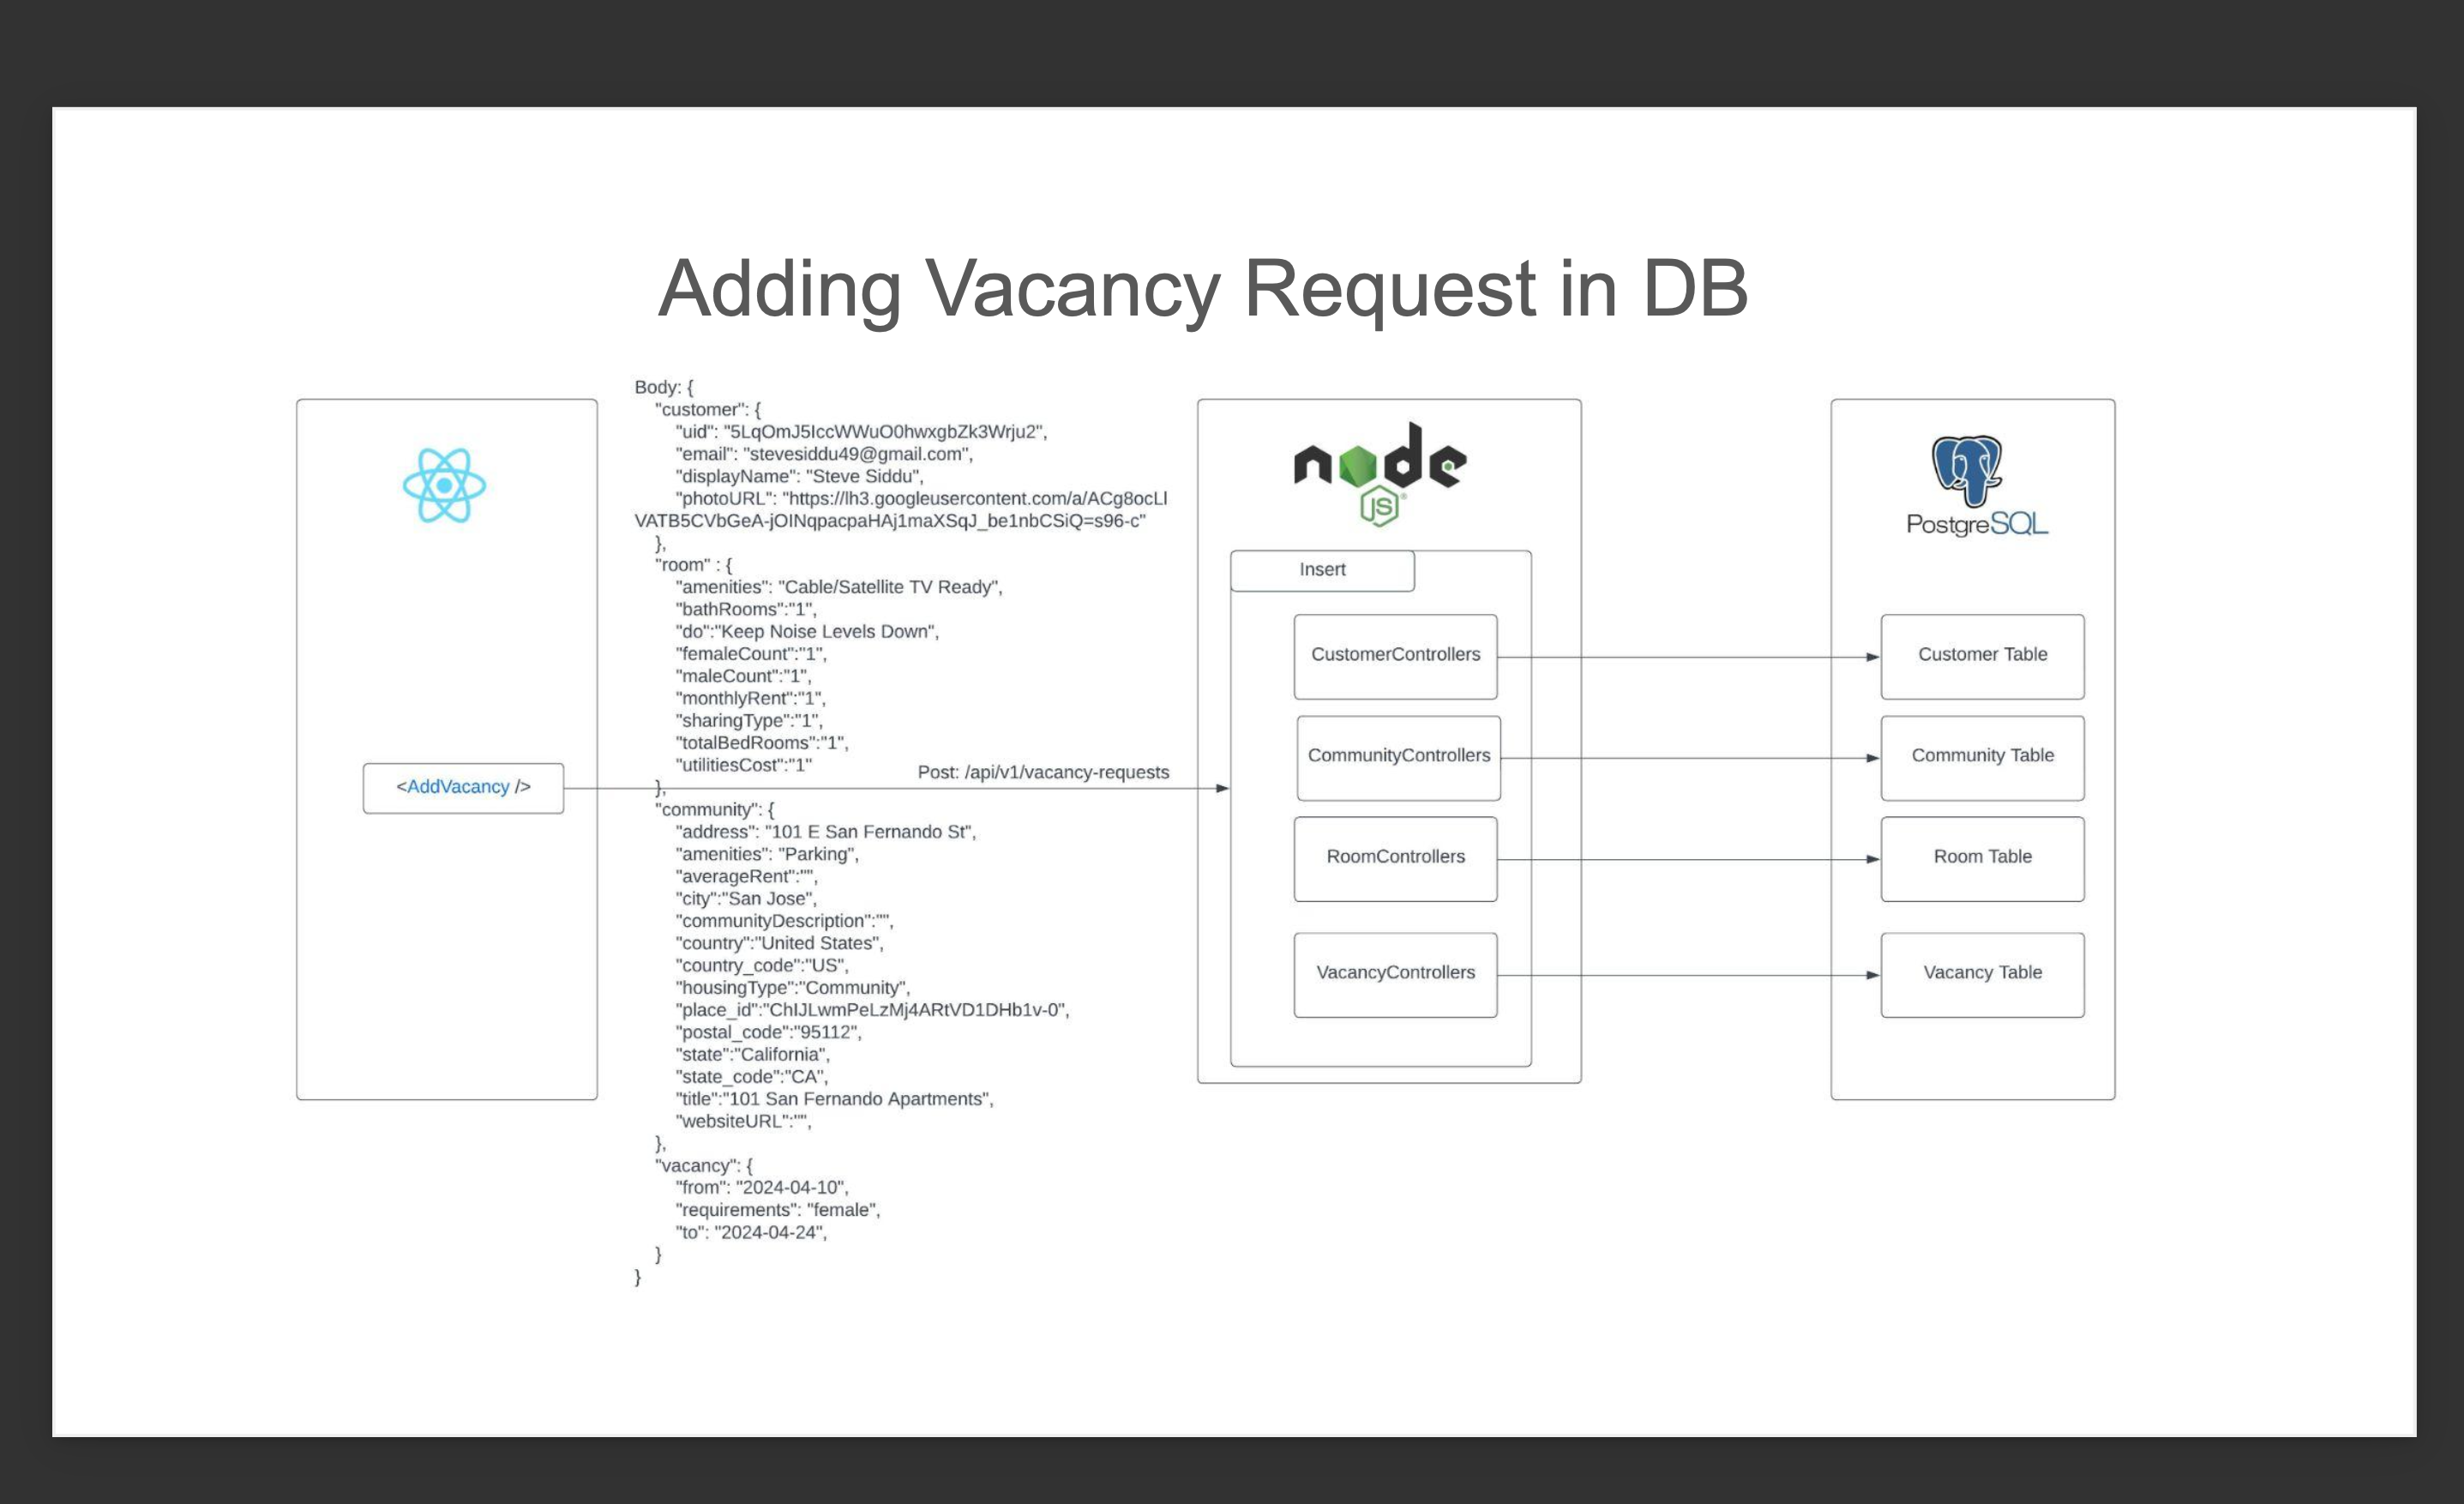 Adding Vacancy Request in DB
Body: {
"customer": {
"uid": "5LqOmJ5IccWWuO0hwxgbZk3Wrju2",
"email": "stevesiddu49@gmail.com",
"displayName": "Steve Siddu",
"photoURL": "https://lh3.googleusercontent.com/a/ACg8ocLl
VATB5CVbGeA-jOINqpacpaHAj1maXSqJ_be1nbCSiQ=s96-c"
},
"room" : {
"amenities": "Cable/Satellite TV Ready",
"bathRooms":"1",
"do":"Keep Noise Levels Down",
"femaleCount":"1",
"maleCount":"1",
"monthlyRent":"1",
"sharingType":"1",
"totalBedRooms":"1",
"utilitiesCost":"1"
},
"community": {
"address": "101 E San Fernando St",
"amenities": "Parking",
"averageRent":"",
"city":"San Jose",
"communityDescription":"",
"country":"United States",
"country_code":"US",
"housingType":"Community",
"place_id":"ChIJLwmPeLzMj4ARtVD1DHb1v-0",
"postal_code":"95112",
"state":"California",
"state_code":"CA",
"title":"101 San Fernando Apartments",
"websiteURL":"",
},
"vacancy": {
"from": "2024-04-10",
"requirements": "female",
"to": "2024-04-24",
}
}
<AddVacancy />
Post: /api/v1/vacancy-requests
node
JS
Insert
CustomerControllers
CommunityControllers
RoomControllers
VacancyControllers
PostgreSQL
Customer Table
Community Table
Room Table
Vacancy Table